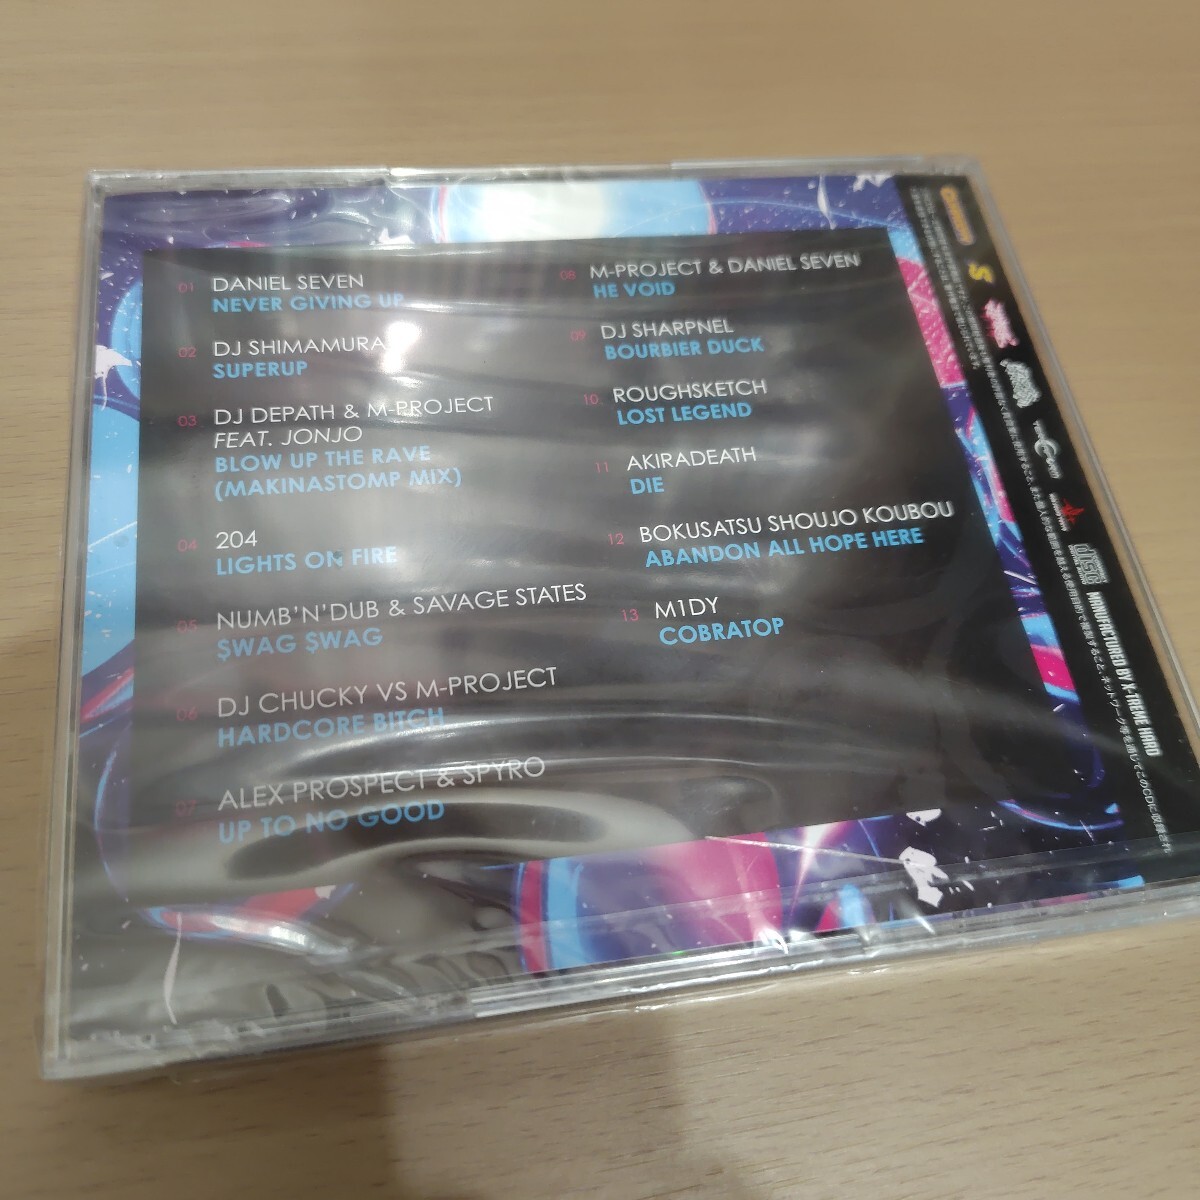 01 DANIEL SEVEN
NEVER GIVING UP
02 DJ SHIMAMURA
SUPERUP
03 DJ DEPATH & M-PROJECT
FEAT. JONJO
BLOW UP THE RAVE
(MAKINASTOMP MIX)
04 204
LIGHTS ON FIRE
05 NUMB'N'DUB & SAVAGE STATES
$WAG $WAG
06 DJ CHUCKY VS M-PROJECT
HARDCORE BITCH
07 ALEX PROSPECT & SPYRO
UP TO NO GOOD
08 M-PROJECT & DANIEL SEVEN
HE VOID
09 DJ SHARPNEL
BOURBIER DUCK
10 ROUGHSKETCH
LOST LEGEND
11 AKIRADEATH
DIE
12 BOKUSATSU SHOUJO KOUBOU
ABANDON ALL HOPE HERE
13 M1DY
COBRATOP
MANUFACTURED BY X-TREME HARD